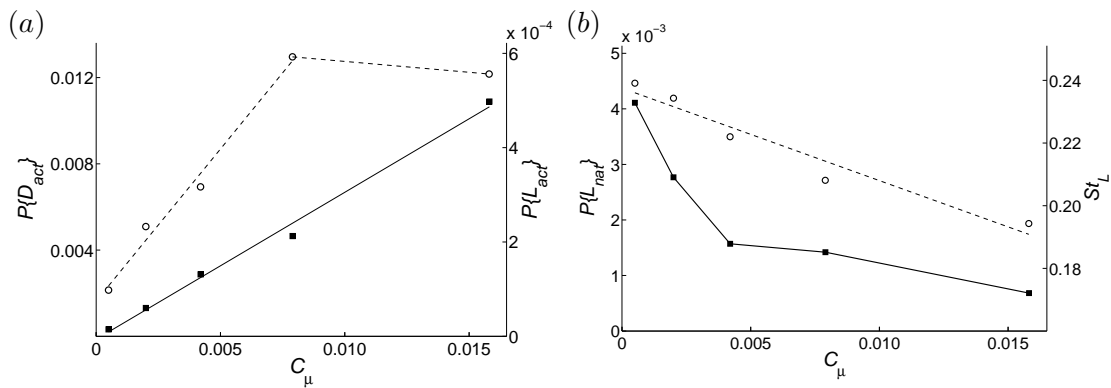 (a)
x 10⁻⁴
0.012
0.008
0.004
P{D_act}
6
4
2
0
P{L_act}
0
0.005
0.010
0.015
C_μ
(b)
x 10⁻³
5
4
3
2
1
0
P{L_nat}
0.24
0.22
0.20
0.18
St_L
0
0.005
0.010
0.015
C_μ